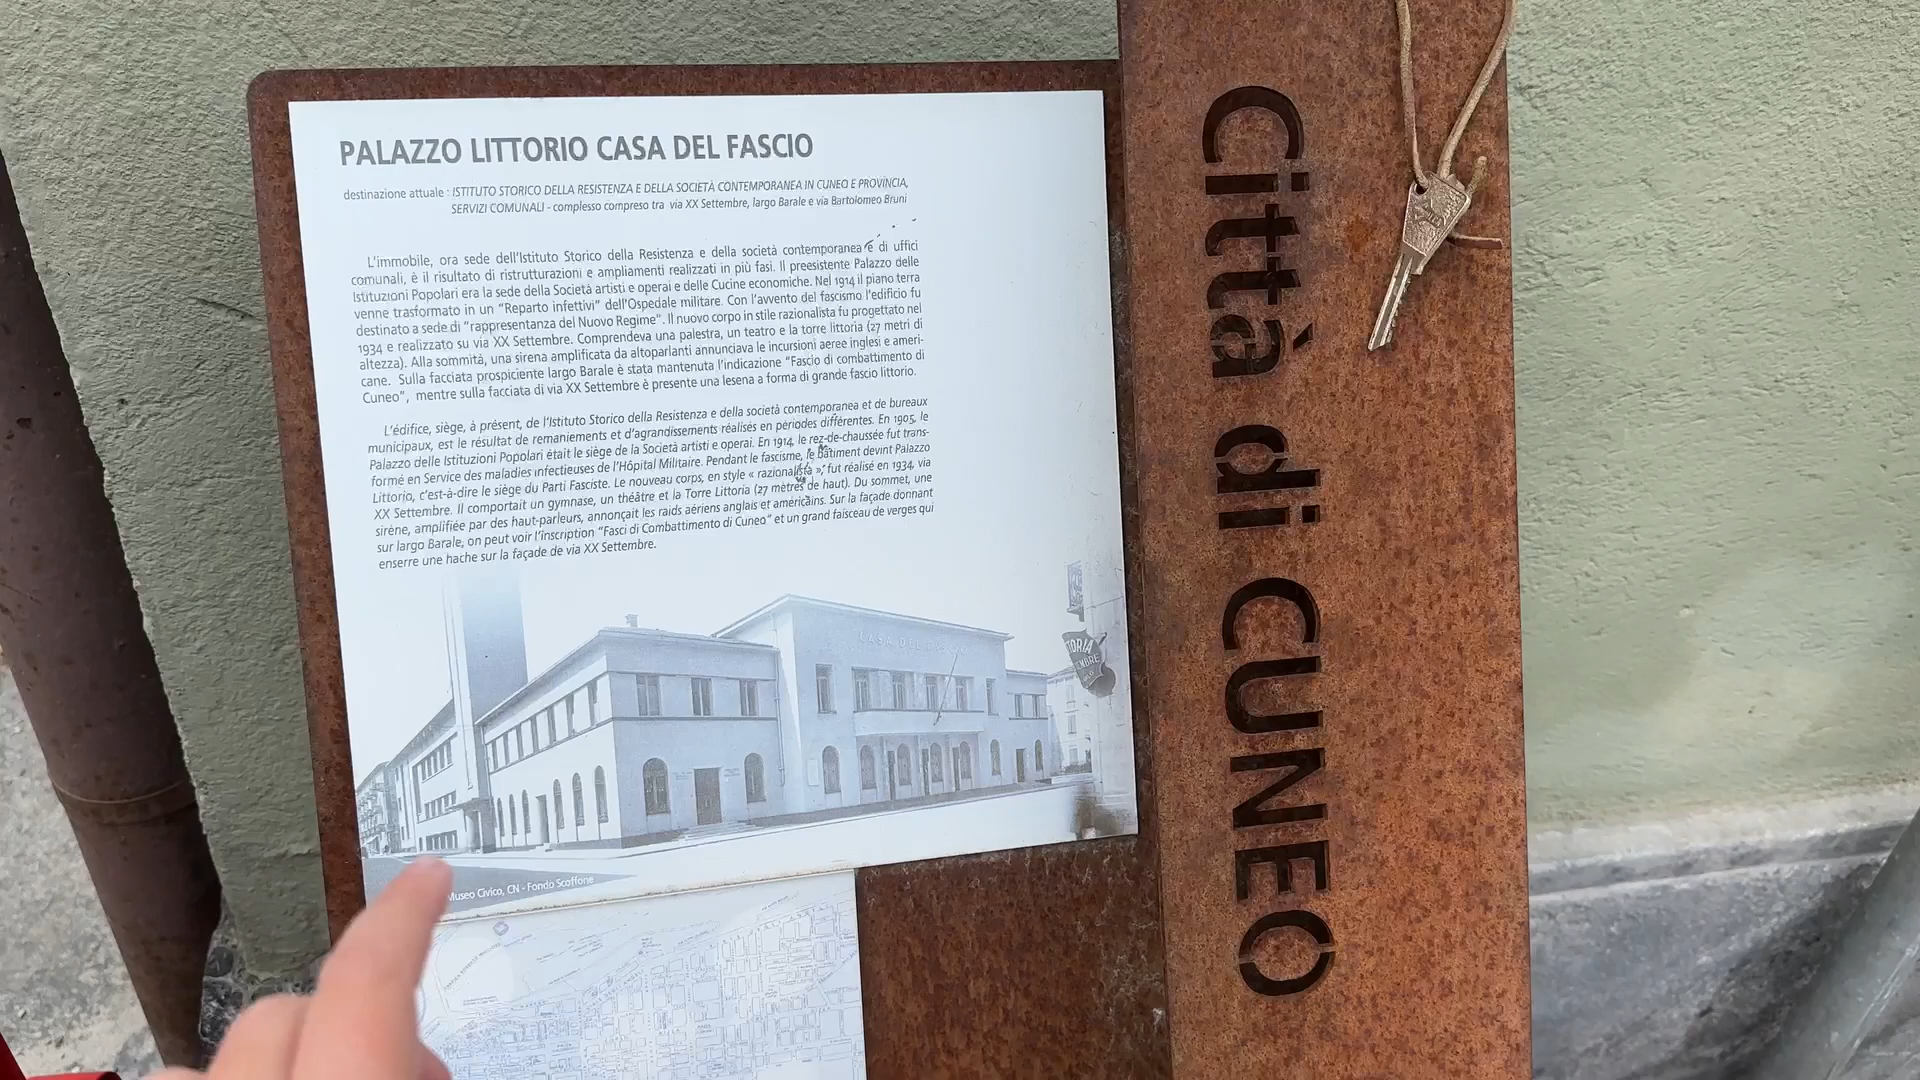 PALAZZO LITTORIO CASA DEL FASCIO
destinazione attuale : ISTITUTO STORICO DELLA RESISTENZA E DELLA SOCIETÀ CONTEMPORANEA IN CUNEO E PROVINCIA,
SERVIZI COMUNALI - complesso compreso tra via XX Settembre, largo Barale e via Bartolomeo Bruni
L'immobile, ora sede dell'Istituto Storico della Resistenza e della società contemporanea e di uffici
comunali, è il risultato di ristrutturazioni e ampliamenti realizzati in più fasi. Il preesistente Palazzo delle
Istituzioni Popolari era la sede della Società artisti e operai e delle Cucine economiche. Nel 1914 il piano terra
venne trasformato in un "Reparto infettivi" dell'Ospedale militare. Con l'avvento del fascismo l'edificio fu
destinato a sede di "rappresentanza del Nuovo Regime". Il nuovo corpo in stile razionalista fu progettato nel
1934 e realizzato su via XX Settembre. Comprendeva una palestra, un teatro e la torre littoria (27 metri di
altezza). Alla sommità, una sirena amplificata da altoparlanti annunciava le incursioni aeree inglesi e ameri-
cane. Sulla facciata prospiciente largo Barale è stata mantenuta l'indicazione "Fascio di combattimento di
Cuneo", mentre sulla facciata di via XX Settembre è presente una lesena a forma di grande fascio littorio.
L'édifice, siège, à présent, de l'Istituto Storico della Resistenza e della società contemporanea et de bureaux
municipaux, est le résultat de remaniements et d'agrandissements réalisés en périodes différentes. En 1905, le
Palazzo delle Istituzioni Popolari était le siège de la Società artisti e operai. En 1914, le rez-de-chaussée fut trans-
formé en Service des maladies infectieuses de l'Hôpital Militaire. Pendant le fascisme, le bâtiment devint Palazzo
Littorio, c'est-à-dire le siège du Parti Fasciste. Le nouveau corps, en style « razionalista », fut réalisé en 1934, via
XX Settembre. Il comportait un gymnase, un théâtre et la Torre Littoria (27 mètres de haut). Du sommet, une
sirène, amplifiée par des haut-parleurs, annonçait les raids aériens anglais et américains. Sur la façade donnant
sur largo Barale, on peut voir l'inscription "Fasci di Combattimento di Cuneo" et un grand faisceau de verges qui
enserre une hache sur la façade de via XX Settembre.
CASA DEL FASCIO
Museo Civico, CN - Fondo Scoffone
Città di CUNEO